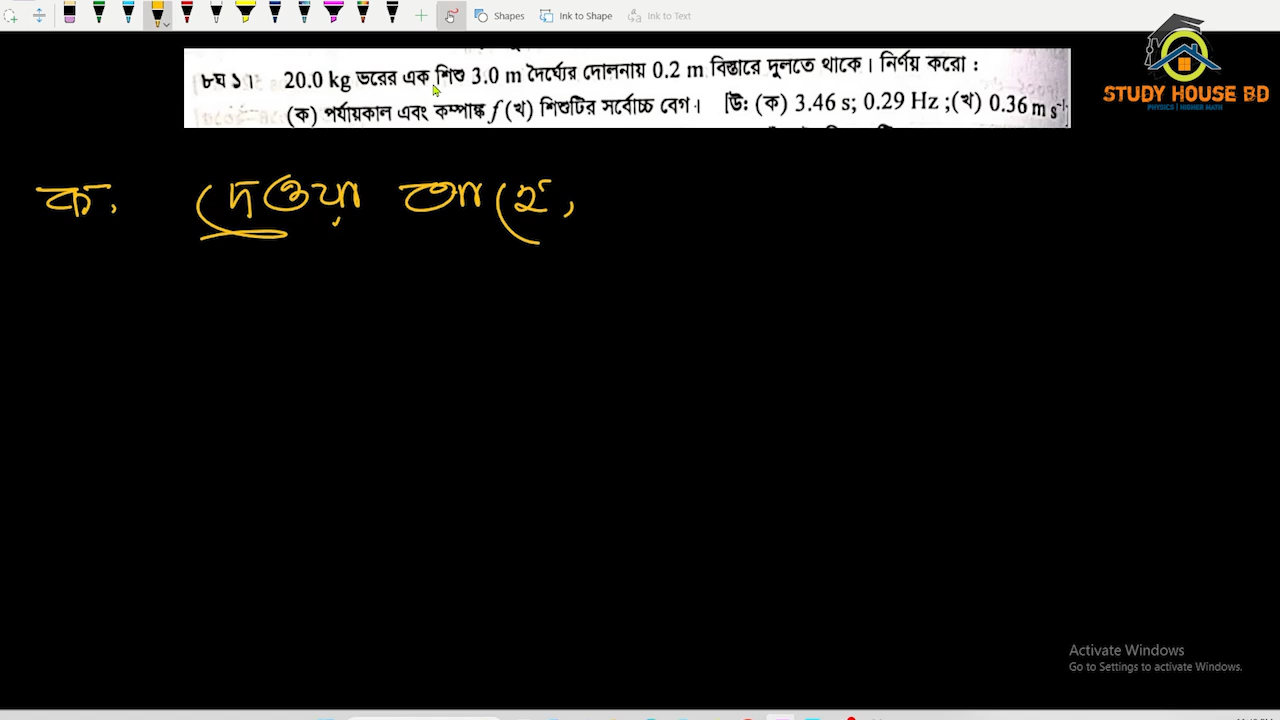 Shapes Ink to Shape Ink to Text
STUDY HOUSE BD
PHYSICS | HIGHER MATH
৮ঘ ১। 20.0 kg ভরের এক শিশু 3.0 m দৈর্ঘ্যের দোলনায় 0.2 m বিস্তারে দুলতে থাকে। নির্ণয় করো :
(ক) পর্যায়কাল এবং কম্পাঙ্ক f (খ) শিশুটির সর্বোচ্চ বেগ। [উ: (ক) 3.46 s; 0.29 Hz ;(খ) 0.36 m s⁻¹]
ক. দেওয়া আছে,
Activate Windows
Go to Settings to activate Windows.